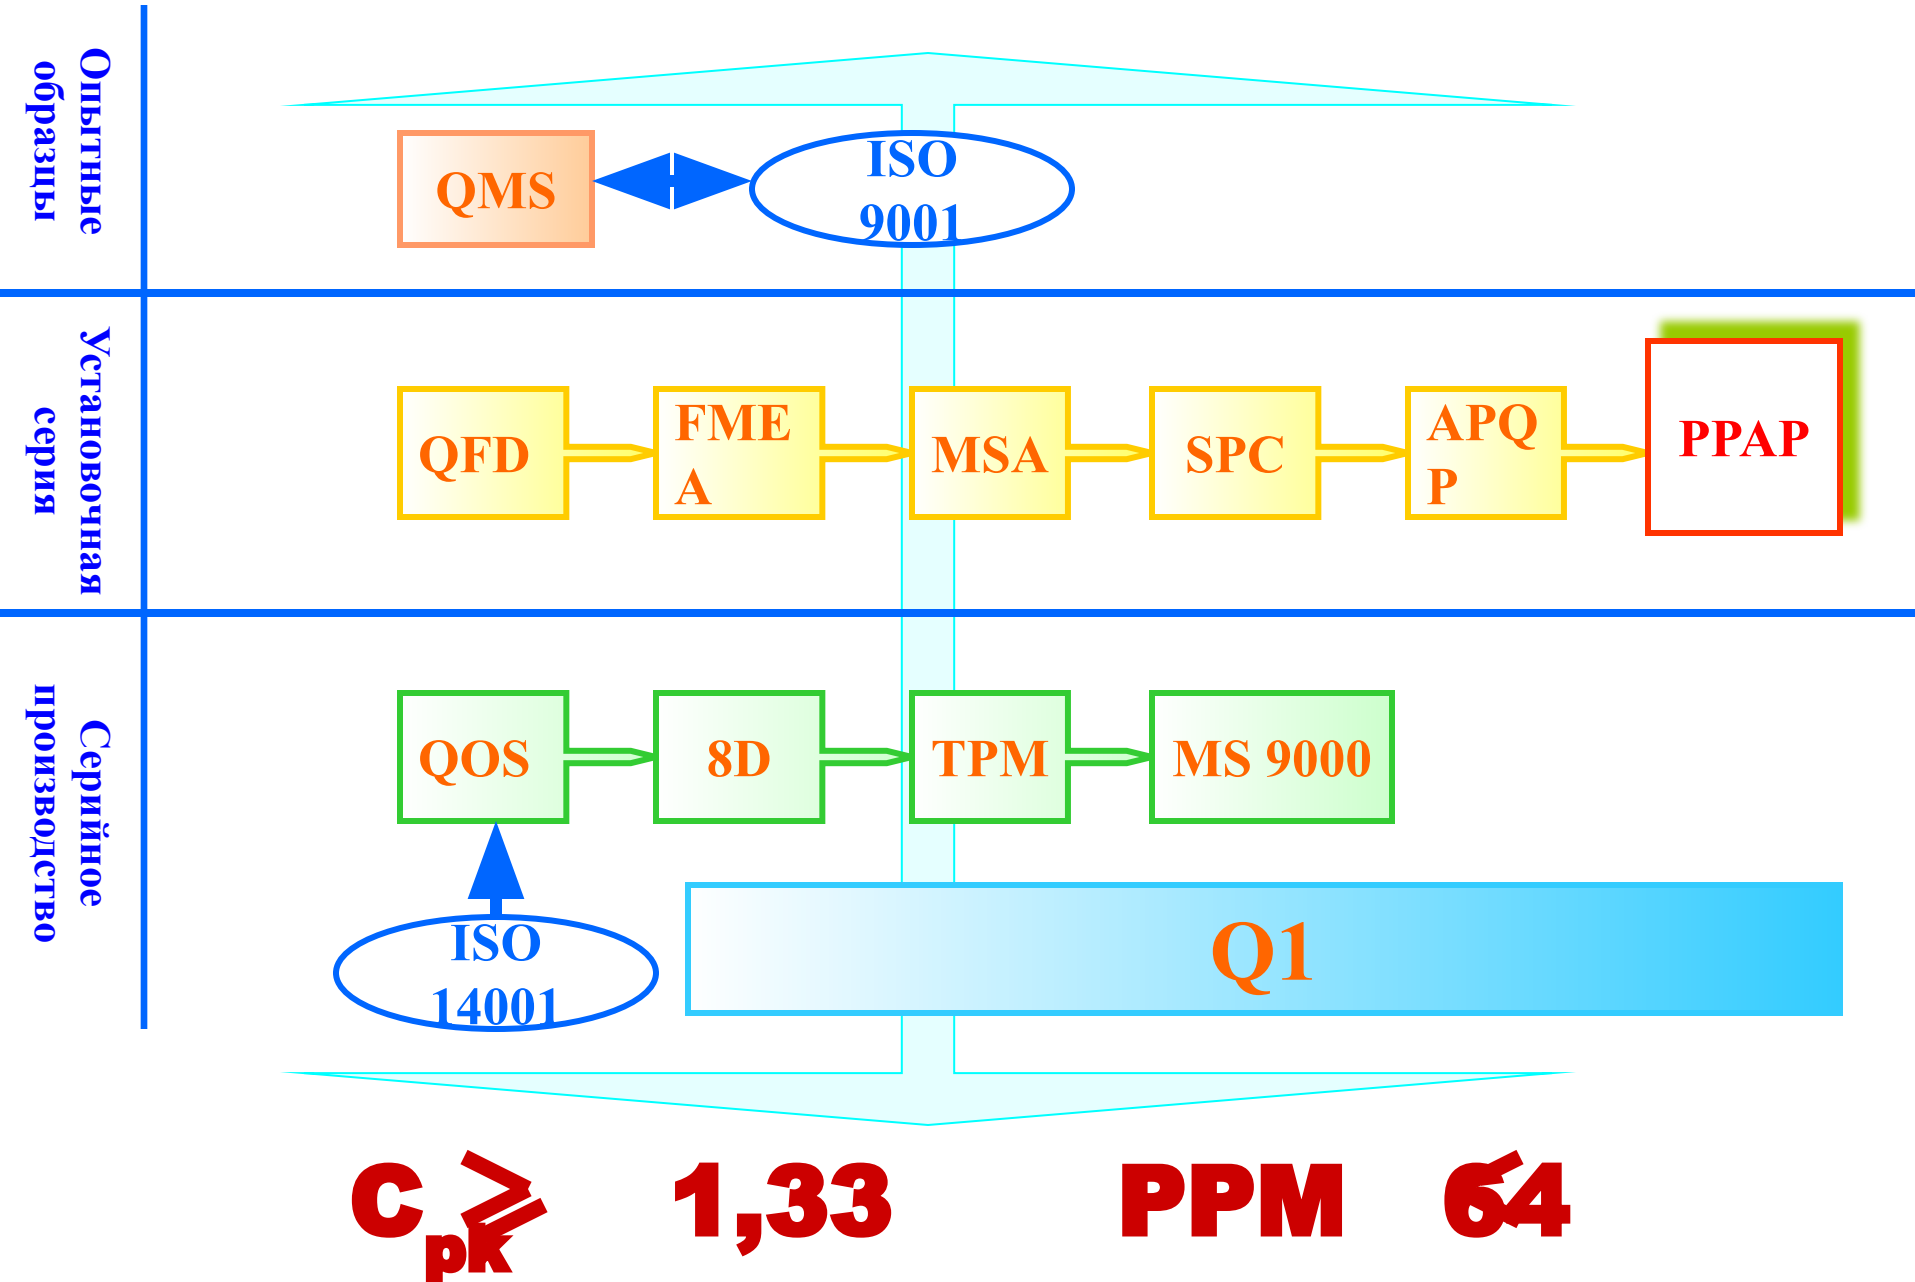 Опытные
образцы
QMS
ISO
9001
Установочная
серия
QFD
FME
A
MSA
SPC
APQ
P
PPAP
Серийное
производство
QOS
8D
TPM
MS 9000
ISO
14001
Q1
Cpk ≥ 1,33 PPM < 64